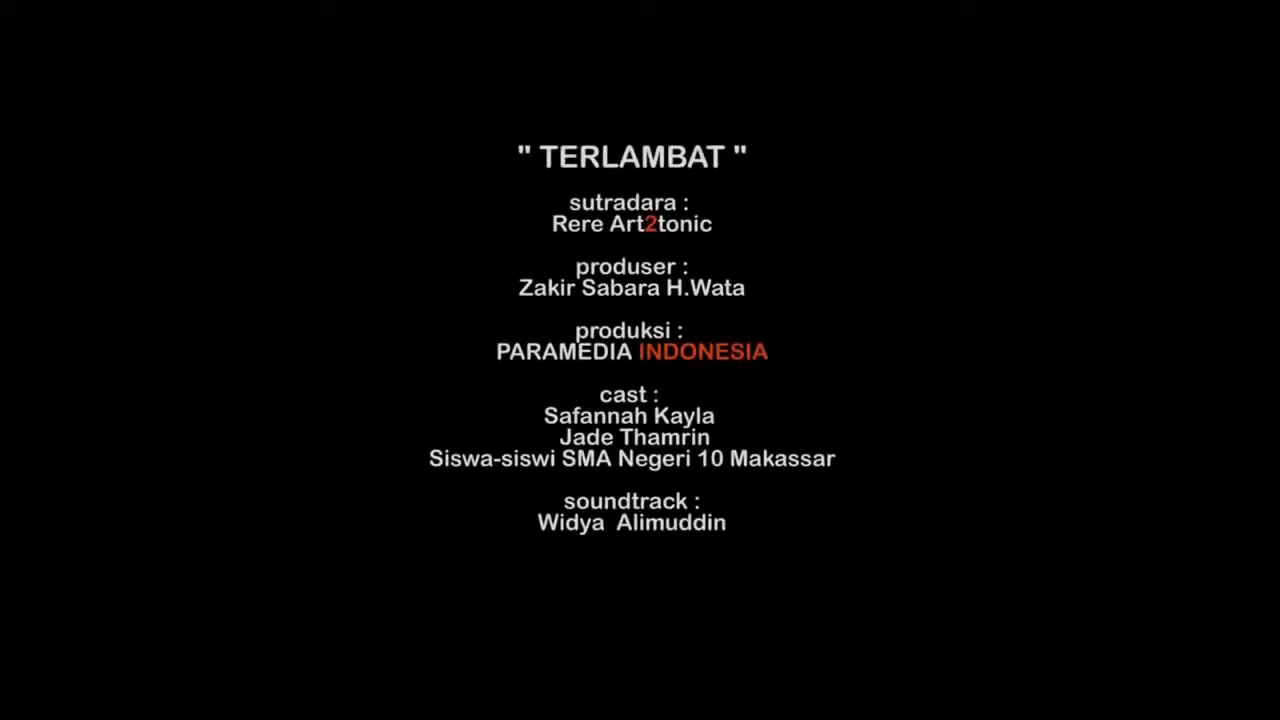 " TERLAMBAT "
sutradara :
Rere Art2tonic
produser :
Zakir Sabara H.Wata
produksi :
PARAMEDIA INDONESIA
cast :
Safannah Kayla
Jade Thamrin
Siswa-siswi SMA Negeri 10 Makassar
soundtrack :
Widya  Alimuddin